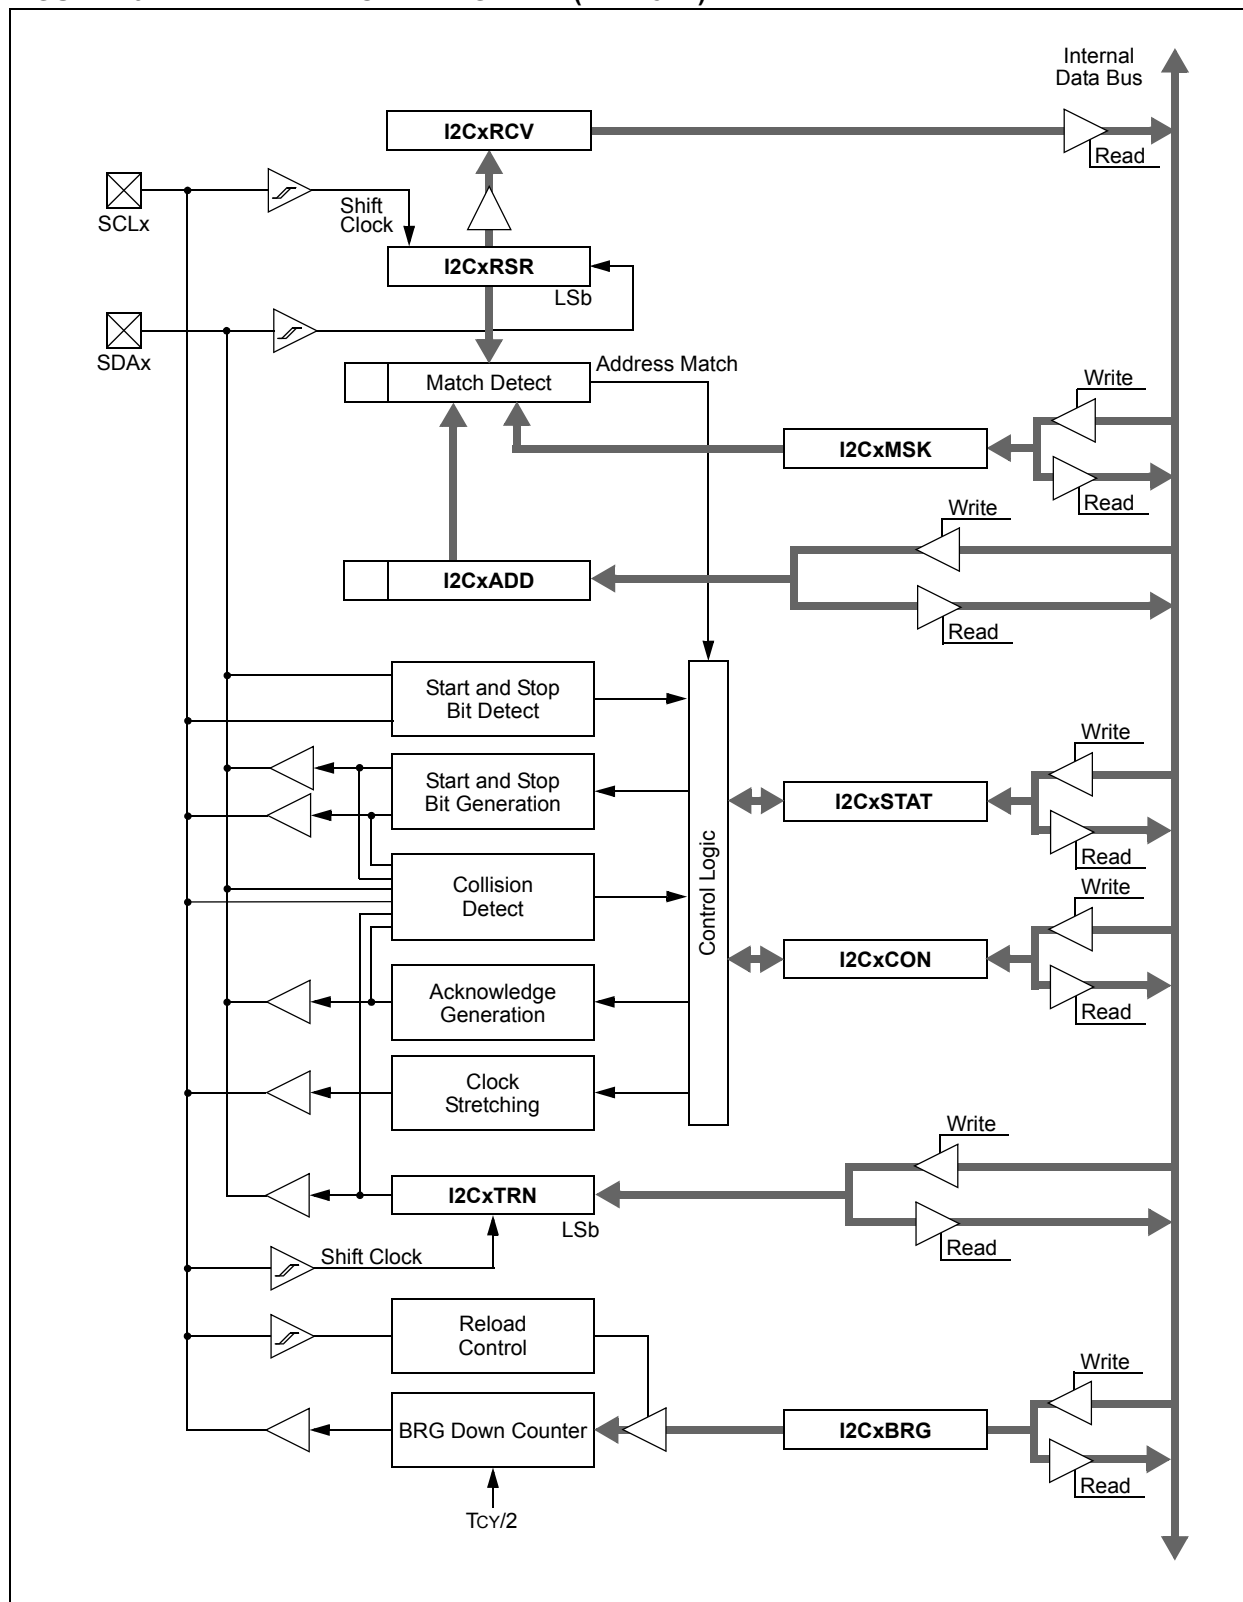 Internal
Data Bus
I2CxRCV
Read
SCLx
Shift
Clock
I2CxRSR
LSb
SDAx
Address Match
Match Detect
Write
I2CxMSK
Read
Write
I2CxADD
Read
Start and Stop
Bit Detect
Write
Start and Stop
Bit Generation
I2CxSTAT
Read
Control Logic
Collision
Detect
Write
I2CxCON
Read
Acknowledge
Generation
Clock
Stretching
Write
I2CxTRN
LSb
Read
Shift Clock
Reload
Control
Write
BRG Down Counter
I2CxBRG
Read
TCY/2